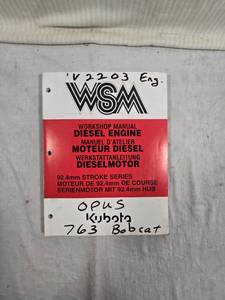 'V2203 Eng.
WSM
WORKSHOP MANUAL
DIESEL ENGINE
MANUEL D'ATELIER
MOTEUR DIESEL
WERKSTATTANLEITUNG
DIESELMOTOR
92.4mm STROKE SERIES
MOTEUR DE 92.4mm DE COURSE
SERIENMOTOR MIT 92.4mm HUB
OPUS
Kubota
763 Bobcat